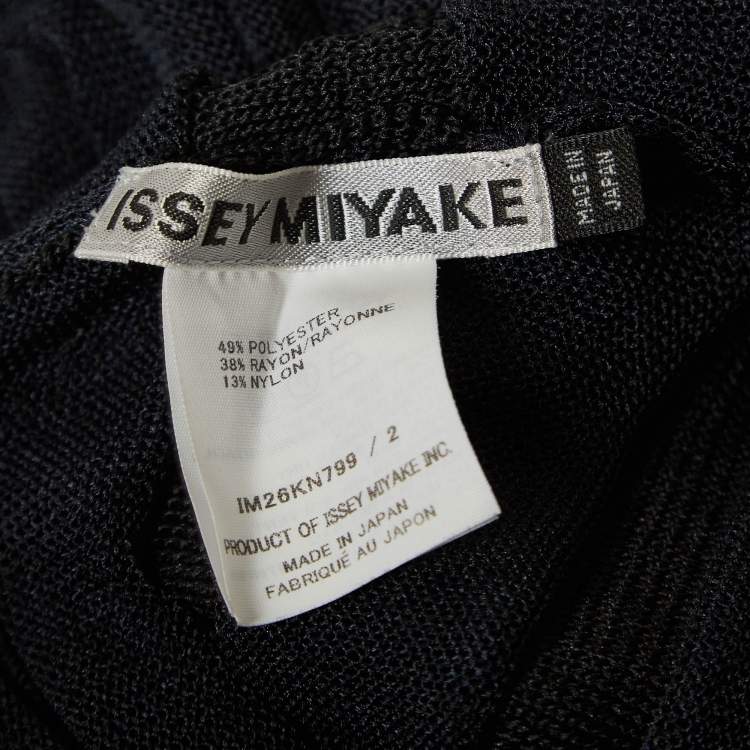 ISSEY MIYAKE
MADE IN
JAPAN
49% POLYESTER
38% RAYON/RAYONNE
13% NYLON
IM26KN799 / 2
PRODUCT OF ISSEY MIYAKE INC.
MADE IN JAPAN
FABRIQUÉ AU JAPON